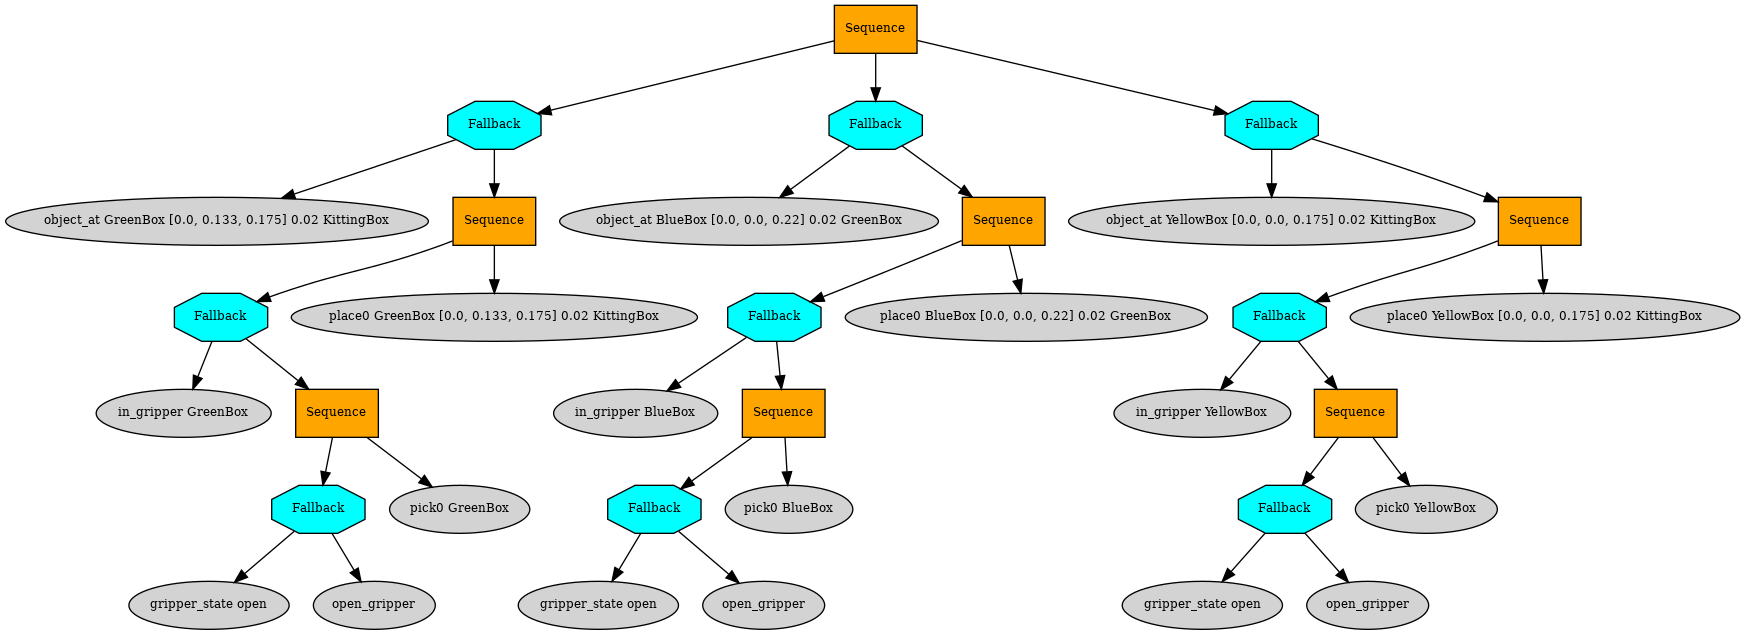 Sequence
Fallback
Fallback
Fallback
object_at GreenBox [0.0, 0.133, 0.175] 0.02 KittingBox
Sequence
object_at BlueBox [0.0, 0.0, 0.22] 0.02 GreenBox
Sequence
object_at YellowBox [0.0, 0.0, 0.175] 0.02 KittingBox
Sequence
Fallback
place0 GreenBox [0.0, 0.133, 0.175] 0.02 KittingBox
Fallback
place0 BlueBox [0.0, 0.0, 0.22] 0.02 GreenBox
Fallback
place0 YellowBox [0.0, 0.0, 0.175] 0.02 KittingBox
in_gripper GreenBox
Sequence
in_gripper BlueBox
Sequence
in_gripper YellowBox
Sequence
Fallback
pick0 GreenBox
Fallback
pick0 BlueBox
Fallback
pick0 YellowBox
gripper_state open
open_gripper
gripper_state open
open_gripper
gripper_state open
open_gripper